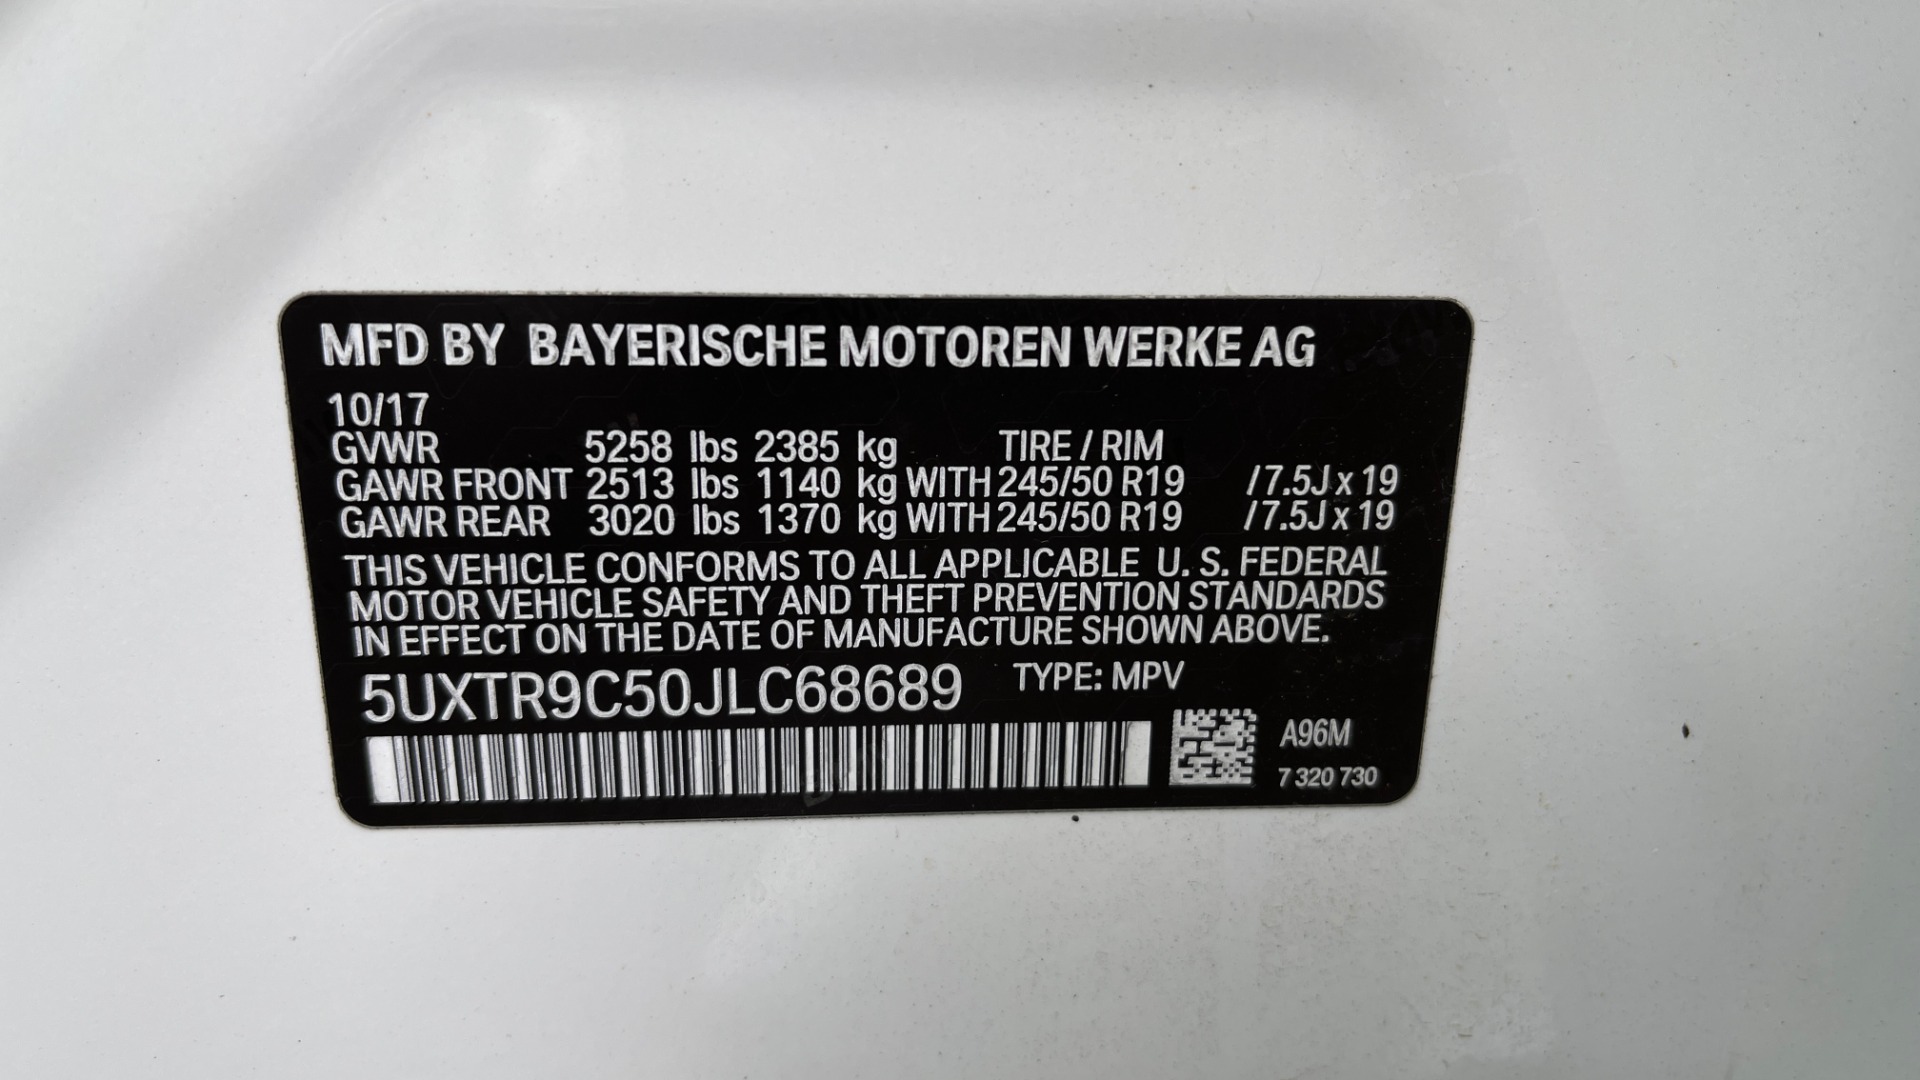 MFD BY BAYERISCHE MOTOREN WERKE AG
10/17
GVWR 5258 lbs 2385 kg TIRE / RIM
GAWR FRONT 2513 lbs 1140 kg WITH 245/50 R19 /7.5J x 19
GAWR REAR 3020 lbs 1370 kg WITH 245/50 R19 /7.5J x 19
THIS VEHICLE CONFORMS TO ALL APPLICABLE U. S. FEDERAL
MOTOR VEHICLE SAFETY AND THEFT PREVENTION STANDARDS
IN EFFECT ON THE DATE OF MANUFACTURE SHOWN ABOVE.
5UXTR9C50JLC68689 TYPE: MPV
A96M
7 320 730